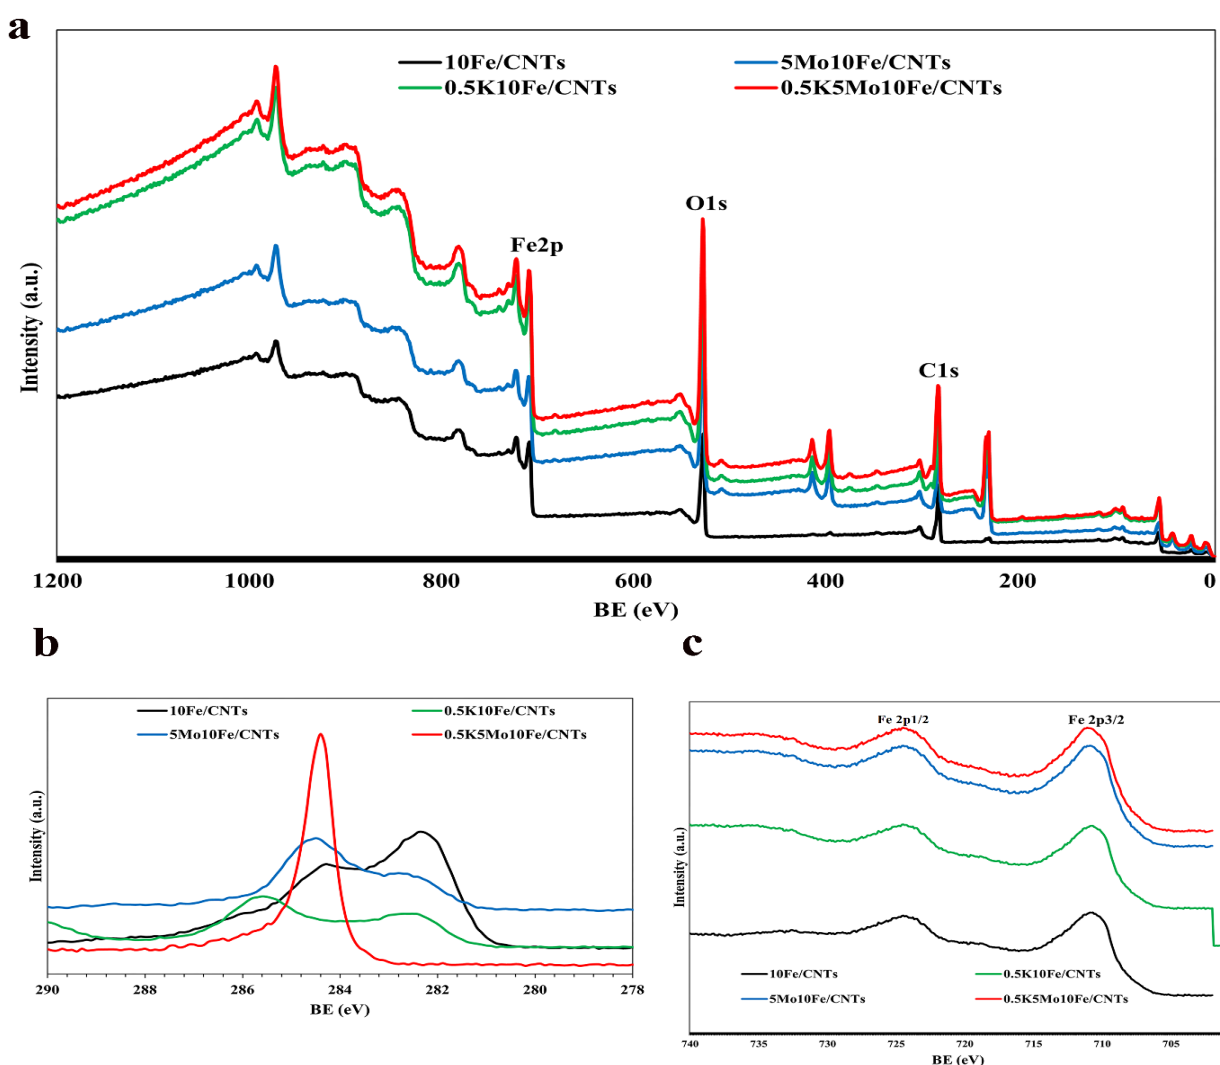 a
10Fe/CNTs 5Mo10Fe/CNTs
0.5K10Fe/CNTs 0.5K5Mo10Fe/CNTs
O1s
Fe2p
C1s
Intensity (a.u.)
1200 1000 800 600 400 200 0
BE (eV)
b
10Fe/CNTs 0.5K10Fe/CNTs
5Mo10Fe/CNTs 0.5K5Mo10Fe/CNTs
Intensity (a.u.)
290 288 286 284 282 280 278
BE (eV)
c
Fe 2p1/2 Fe 2p3/2
Intensity (a.u.)
10Fe/CNTs 0.5K10Fe/CNTs
5Mo10Fe/CNTs 0.5K5Mo10Fe/CNTs
740 735 730 725 720 715 710 705
BE (eV)